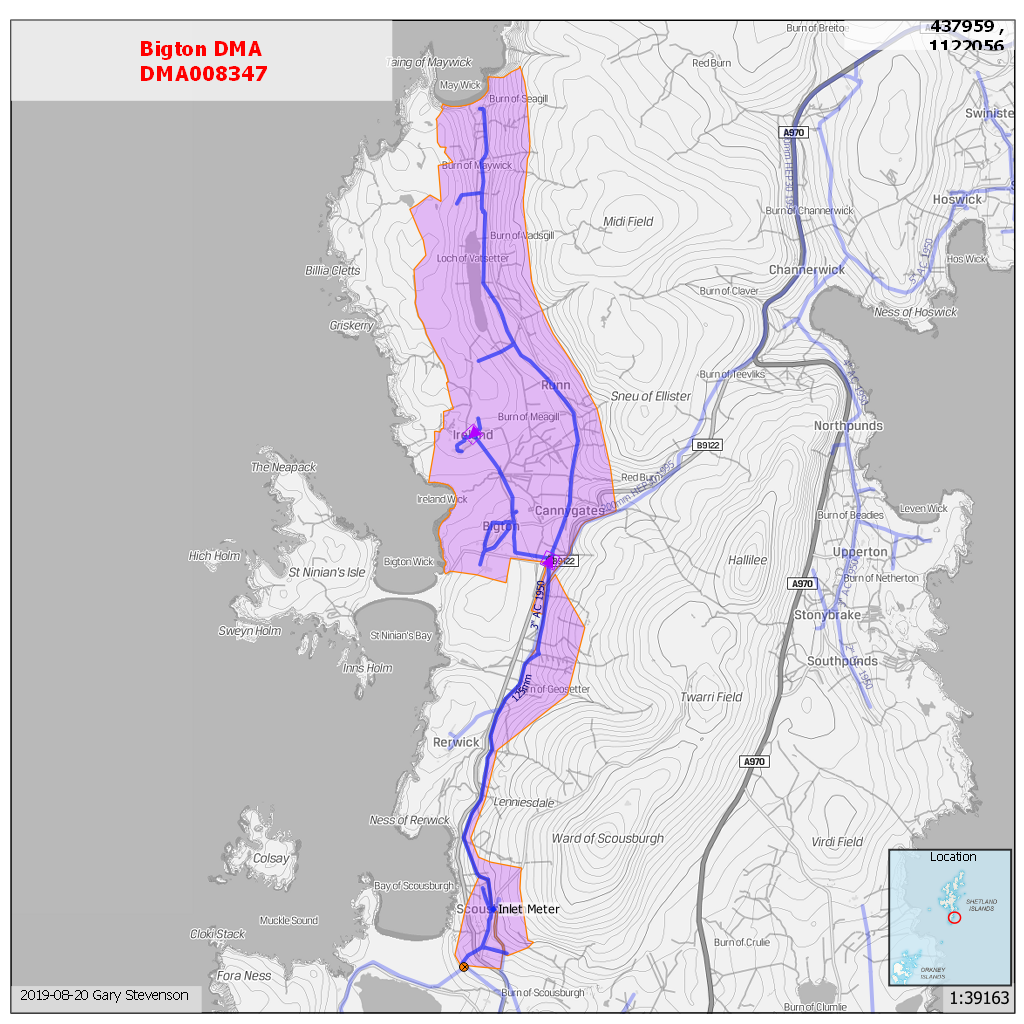 Bigton DMA
DMA008347
437959 ,
1122056
Burn of Breito
Taing of Maywick
Red Burn
May Wick
Burn of Seagill
Swiniste
A970
Burn of Maywick
Hoswick
Burn of Channerwick
Midi Field
Burn of Vadsgill
Loch of Vatsetter
Hos Wick
Billia Cletts
Channerwick
5" AC 1950
Burn of Claver
Ness of Hoswick
Griskerry
Burn of Teevliks
4" AC 1950
Runn
Sneu of Ellister
Burn of Meagill
Northpunds
Ireland
B9122
The Neapack
Red Burn
Ireland Wick
Cannygates
Leven Wick
Burn of Beadies
Bigton
Hich Holm
Bigton Wick
B9122
Hallilee
Upperton
St Ninian's Isle
Burn of Netherton
A970
3" AC 1950
Stonybrake
Sweyn Holm
St Ninian's Bay
Southpunds
Inns Holm
125mm
Twarri Field
Rerwick
A970
Lenniesdale
Ness of Rerwick
Ward of Scousburgh
Virdi Field
Colsay
Location
Bay of Scousburgh
SHETLAND
ISLANDS
Inlet Meter
Muckle Sound
Cloki Stack
Burn of Crulie
Fora Ness
ORKNEY
ISLANDS
2019-08-20 Gary Stevenson
Burn of Scousburgh
1:39163
Burn of Clumlie